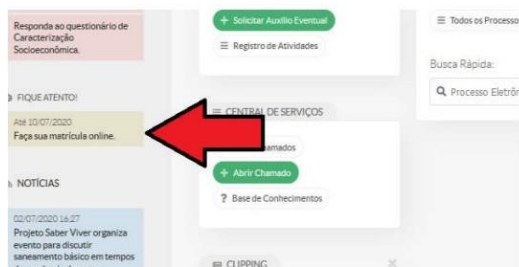 Responda ao questionário de
Caracterização
Socioeconômica.
FIQUE ATENTO!
Até 10/07/2020
Faça sua matrícula online.
NOTÍCIAS
02/07/2020 16:27
Projeto Saber Viver organiza
evento para discutir
saneamento básico em tempos
+ Solicitar Auxílio Eventual
Registro de Atividades
CENTRAL DE SERVIÇOS
+ Abrir Chamado
? Base de Conhecimentos
CLIPPING
Todos os
Busca Rápida:
Processo